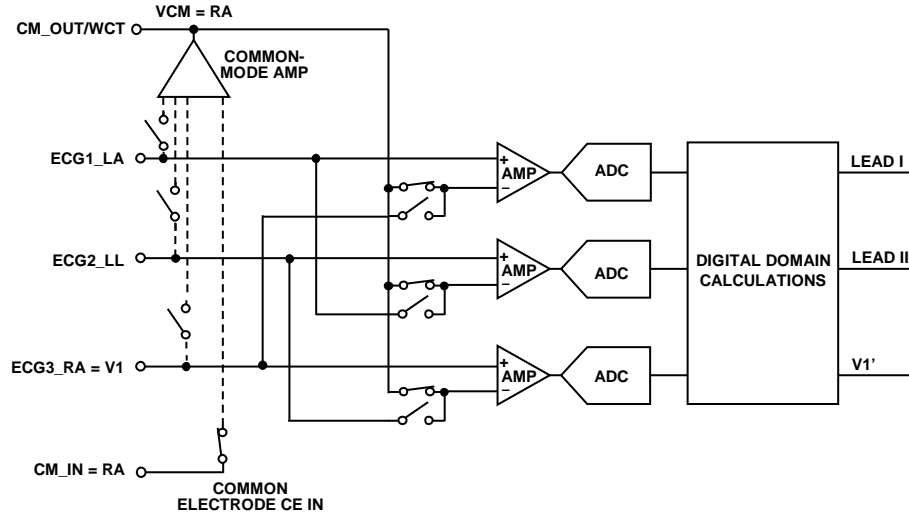 VCM = RA
CM_OUT/WCT
COMMON-
MODE AMP
ECG1_LA
+
AMP
–
ADC
LEAD I
ECG2_LL
+
AMP
–
ADC
DIGITAL DOMAIN
CALCULATIONS
LEAD II
ECG3_RA = V1
+
AMP
–
ADC
V1’
CM_IN = RA
COMMON
ELECTRODE CE IN